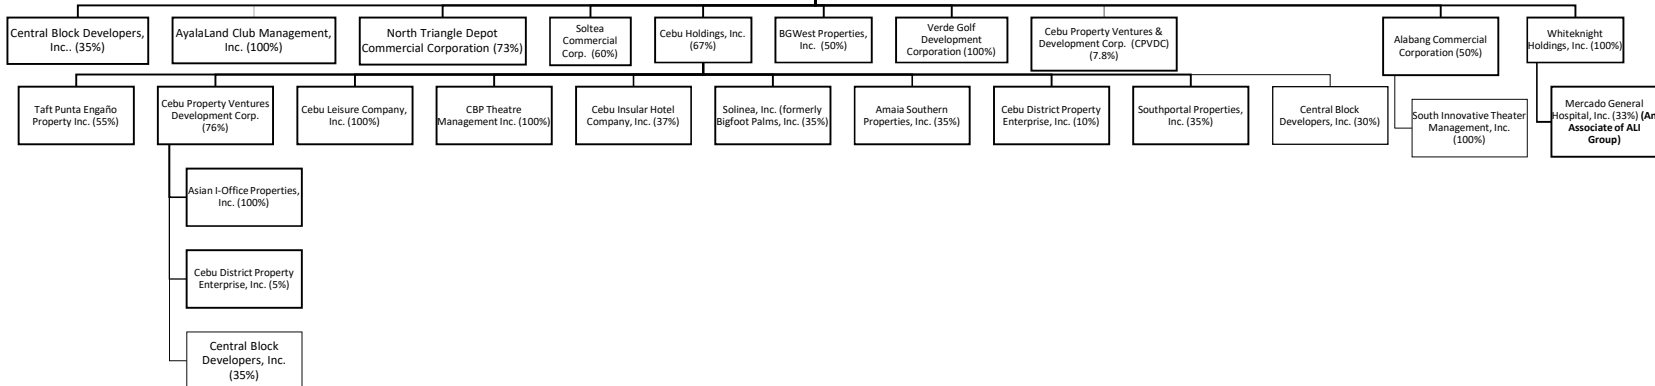 Central Block Developers,
Inc.. (35%)
AyalaLand Club Management,
Inc. (100%)
North Triangle Depot
Commercial Corporation (73%)
Soltea
Commercial
Corp. (60%)
Cebu Holdings, Inc.
(67%)
BGWest Properties,
Inc. (50%)
Verde Golf
Development
Corporation (100%)
Cebu Property Ventures &
Development Corp. (CPVDC)
(7.8%)
Alabang Commercial
Corporation (50%)
Whiteknight
Holdings, Inc. (100%)
Taft Punta Engaño
Property Inc. (55%)
Cebu Property Ventures
Development Corp.
(76%)
Cebu Leisure Company,
Inc. (100%)
CBP Theatre
Management Inc. (100%)
Cebu Insular Hotel
Company, Inc. (37%)
Solinea, Inc. (formerly
Bigfoot Palms, Inc. (35%)
Amaia Southern
Properties, Inc. (35%)
Cebu District Property
Enterprise, Inc. (10%)
Southportal Properties,
Inc. (35%)
Central Block
Developers, Inc. (30%)
South Innovative Theater
Management, Inc.
(100%)
Mercado General
Hospital, Inc. (33%) (An
Associate of ALI
Group)
Asian I-Office Properties,
Inc. (100%)
Cebu District Property
Enterprise, Inc. (5%)
Central Block
Developers, Inc.
(35%)